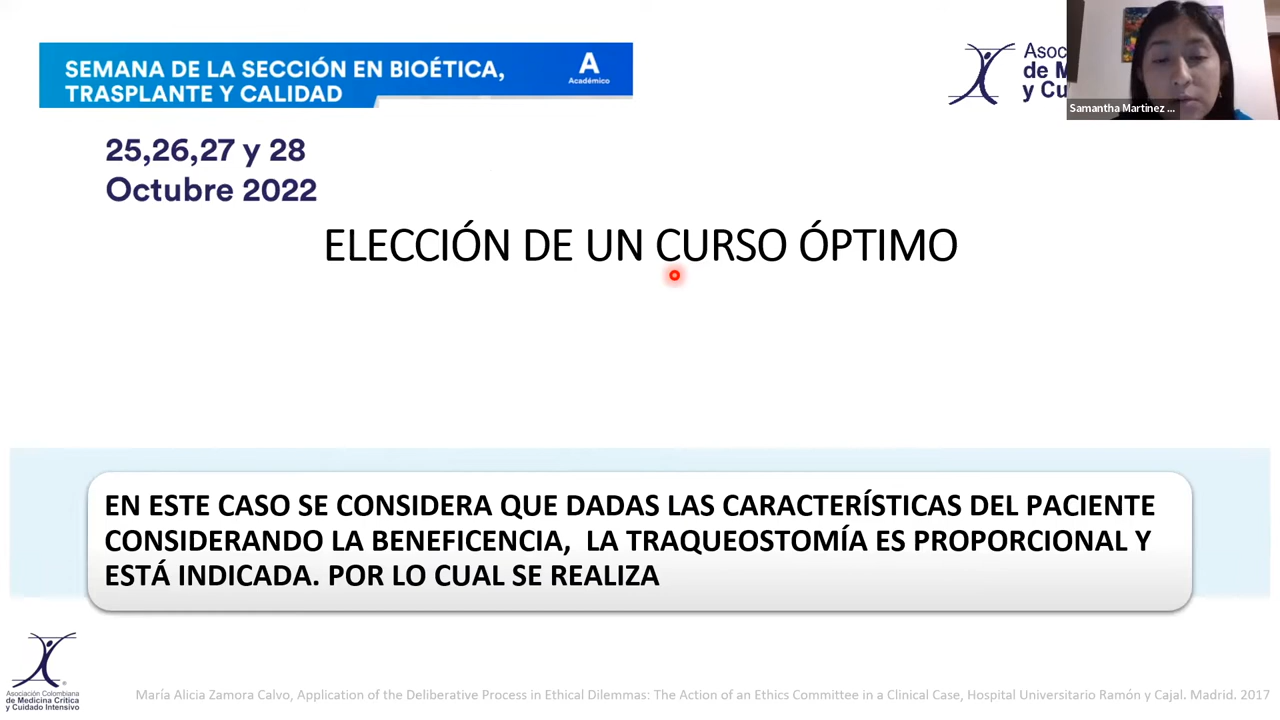 SEMANA DE LA SECCIÓN EN BIOÉTICA,
TRASPLANTE Y CALIDAD
A
Académico
Asoc
de M
y Cu
Samantha Martinez ...
25,26,27 y 28
Octubre 2022
ELECCIÓN DE UN CURSO ÓPTIMO
EN ESTE CASO SE CONSIDERA QUE DADAS LAS CARACTERÍSTICAS DEL PACIENTE
CONSIDERANDO LA BENEFICENCIA, LA TRAQUEOSTOMÍA ES PROPORCIONAL Y
ESTÁ INDICADA. POR LO CUAL SE REALIZA
Asociación Colombiana
de Medicina Crítica
y Cuidado Intensivo
María Alicia Zamora Calvo, Application of the Deliberative Process in Ethical Dilemmas: The Action of an Ethics Committee in a Clinical Case, Hospital Universitario Ramón y Cajal. Madrid. 2017